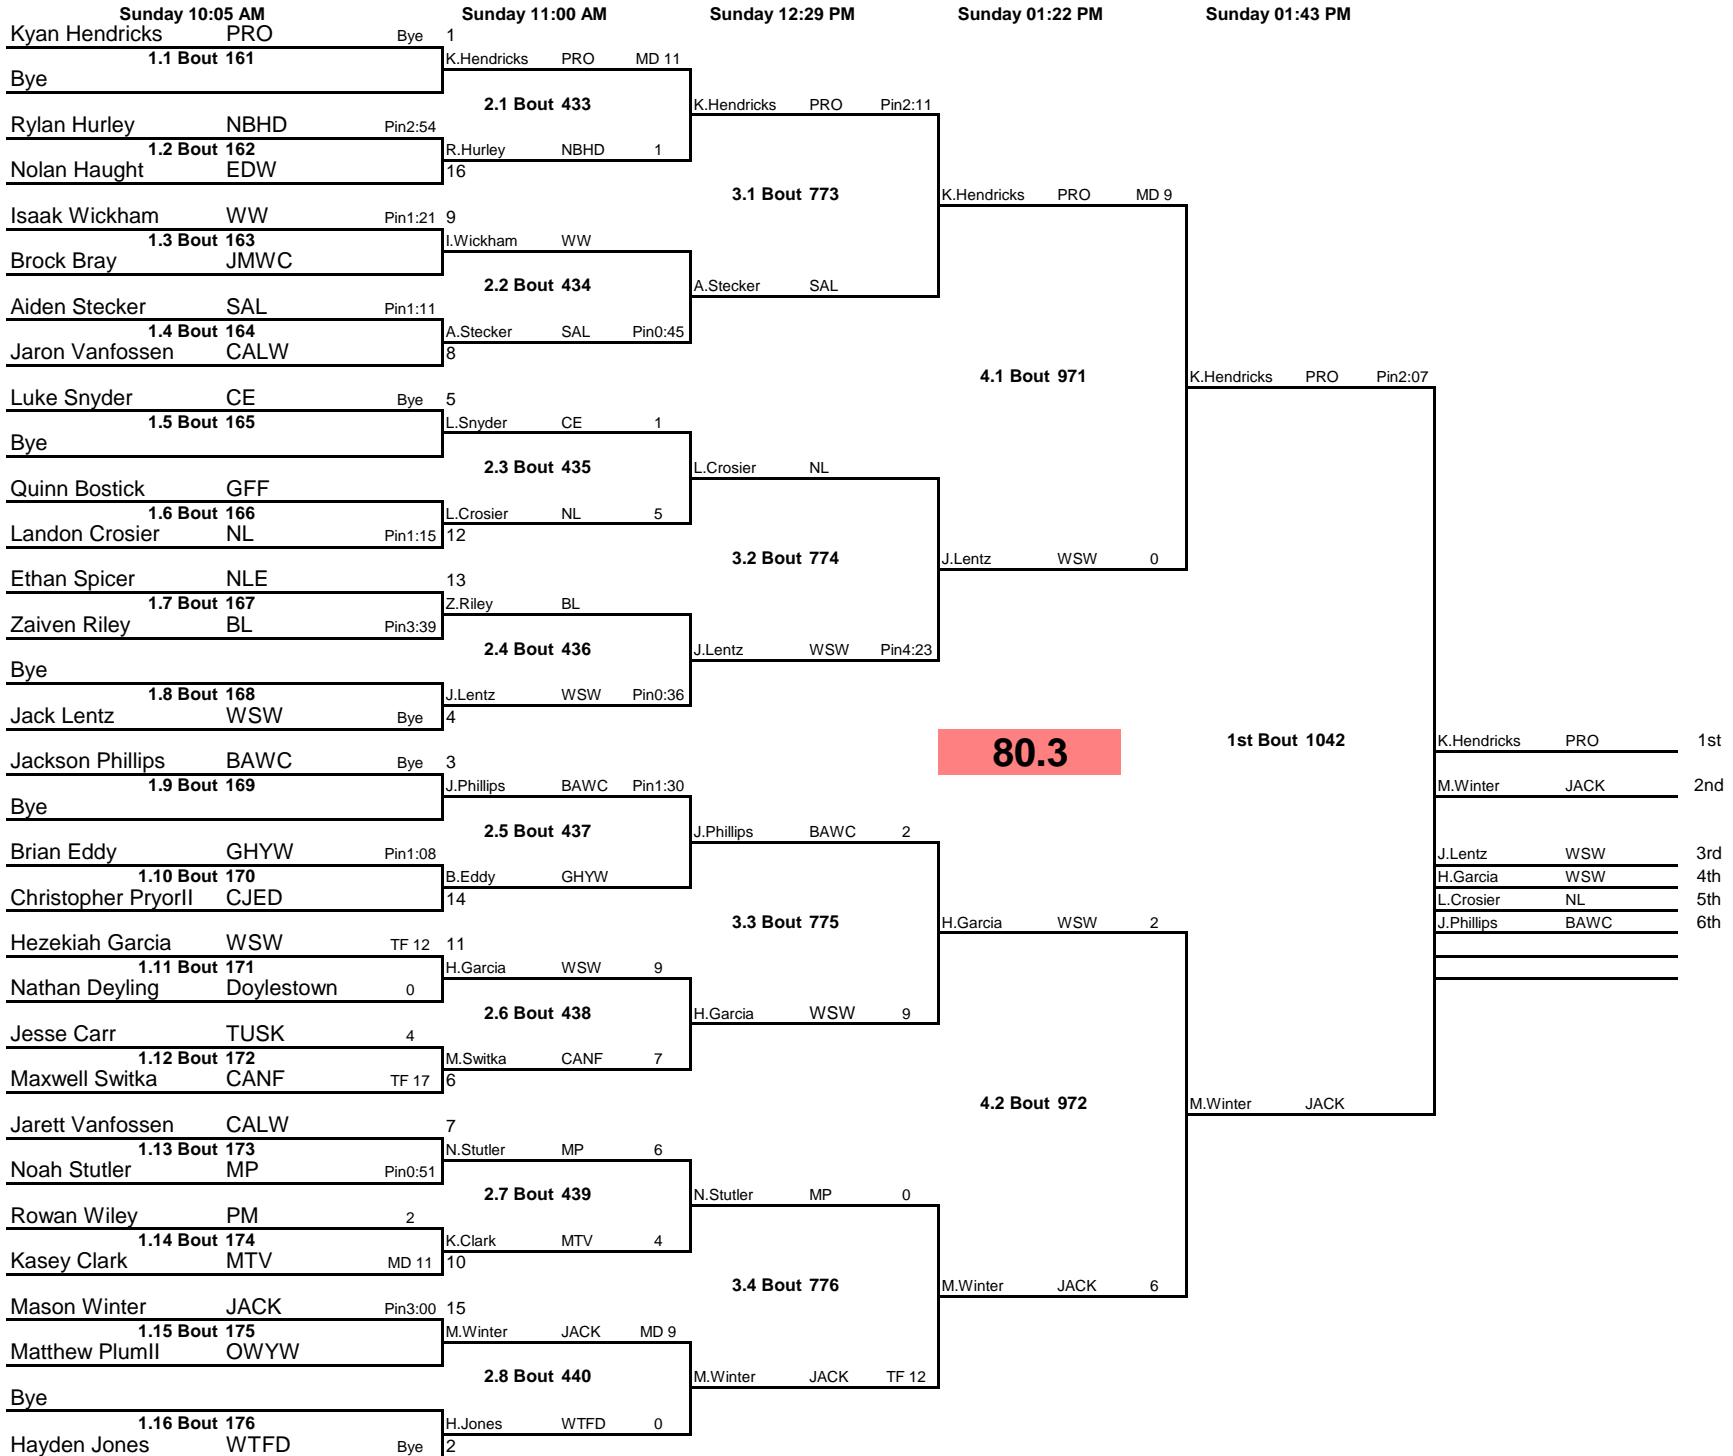 Sunday 10:05 AM Sunday 11:00 AM Sunday 12:29 PM Sunday 01:22 PM Sunday 01:43 PM
Kyan Hendricks PRO Bye 1
1.1 Bout 161 K.Hendricks PRO MD 11
Bye
2.1 Bout 433 K.Hendricks PRO Pin2:11
Rylan Hurley NBHD Pin2:54
1.2 Bout 162 R.Hurley NBHD 1
Nolan Haught EDW 16
3.1 Bout 773 K.Hendricks PRO MD 9
Isaak Wickham WW Pin1:21 9
1.3 Bout 163 I.Wickham WW
Brock Bray JMWC
2.2 Bout 434 A.Stecker SAL
Aiden Stecker SAL Pin1:11
1.4 Bout 164 A.Stecker SAL Pin0:45
Jaron Vanfossen CALW 8
4.1 Bout 971 K.Hendricks PRO Pin2:07
Luke Snyder CE Bye 5
1.5 Bout 165 L.Snyder CE 1
Bye
2.3 Bout 435 L.Crosier NL
Quinn Bostick GFF
1.6 Bout 166 L.Crosier NL 5
Landon Crosier NL Pin1:15 12
3.2 Bout 774 J.Lentz WSW 0
Ethan Spicer NLE 13
1.7 Bout 167 Z.Riley BL
Zaiven Riley BL Pin3:39
2.4 Bout 436 J.Lentz WSW Pin4:23
Bye
1.8 Bout 168 J.Lentz WSW Pin0:36
Jack Lentz WSW Bye 4
80.3 1st Bout 1042 K.Hendricks PRO 1st
Jackson Phillips BAWC Bye 3
1.9 Bout 169 J.Phillips BAWC Pin1:30 M.Winter JACK 2nd
Bye
2.5 Bout 437 J.Phillips BAWC 2
Brian Eddy GHYW Pin1:08 J.Lentz WSW 3rd
1.10 Bout 170 B.Eddy GHYW H.Garcia WSW 4th
Christopher PryorII CJED 14 L.Crosier NL 5th
3.3 Bout 775 H.Garcia WSW 2 J.Phillips BAWC 6th
Hezekiah Garcia WSW TF 12 11
1.11 Bout 171 H.Garcia WSW 9
Nathan Deyling Doylestown 0
2.6 Bout 438 H.Garcia WSW 9
Jesse Carr TUSK 4
1.12 Bout 172 M.Switka CANF 7
Maxwell Switka CANF TF 17 6
4.2 Bout 972 M.Winter JACK
Jarett Vanfossen CALW 7
1.13 Bout 173 N.Stutler MP 6
Noah Stutler MP Pin0:51
2.7 Bout 439 N.Stutler MP 0
Rowan Wiley PM 2
1.14 Bout 174 K.Clark MTV 4
Kasey Clark MTV MD 11 10
3.4 Bout 776 M.Winter JACK 6
Mason Winter JACK Pin3:00 15
1.15 Bout 175 M.Winter JACK MD 9
Matthew PlumII OWYW
2.8 Bout 440 M.Winter JACK TF 12
Bye
1.16 Bout 176 H.Jones WTFD 0
Hayden Jones WTFD Bye 2